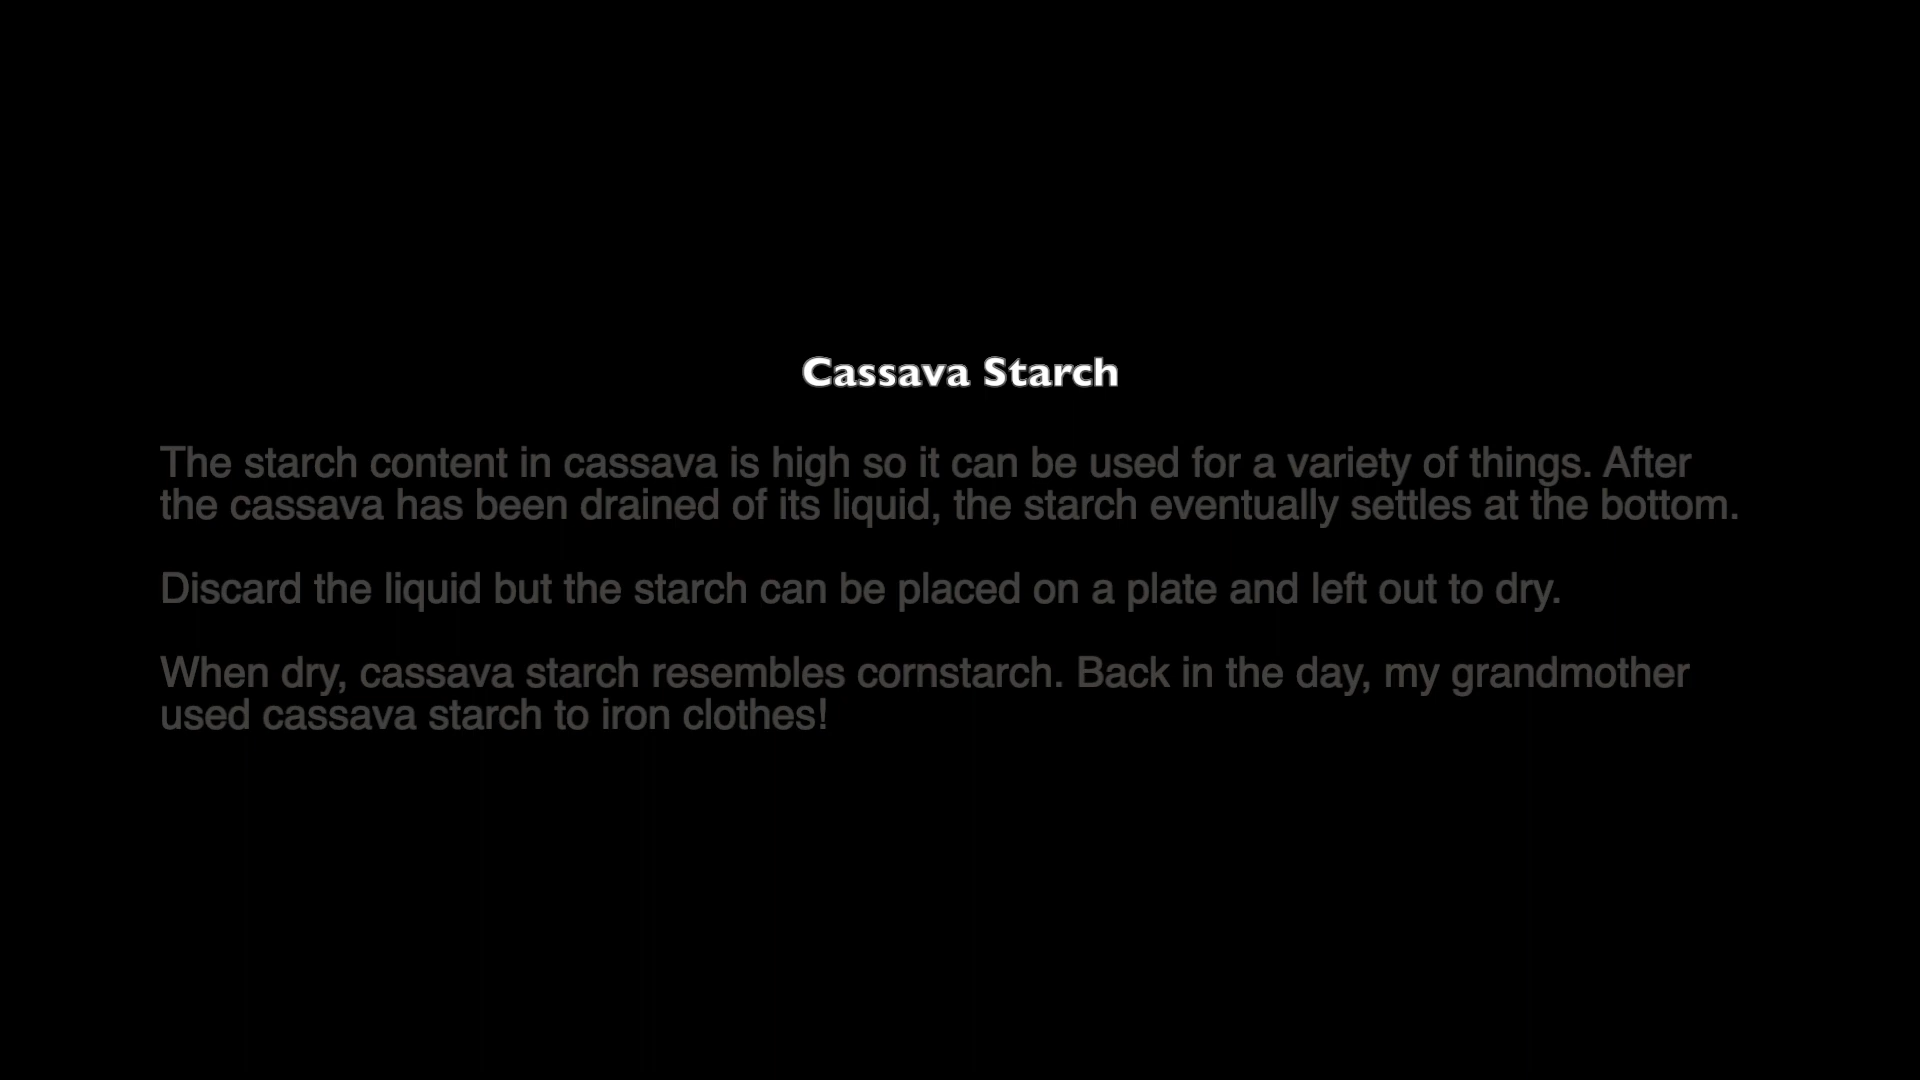 Cassava Starch
The starch content in cassava is high so it can be used for a variety of things. After
the cassava has been drained of its liquid, the starch eventually settles at the bottom.
Discard the liquid but the starch can be placed on a plate and left out to dry.
When dry, cassava starch resembles cornstarch. Back in the day, my grandmother
used cassava starch to iron clothes!